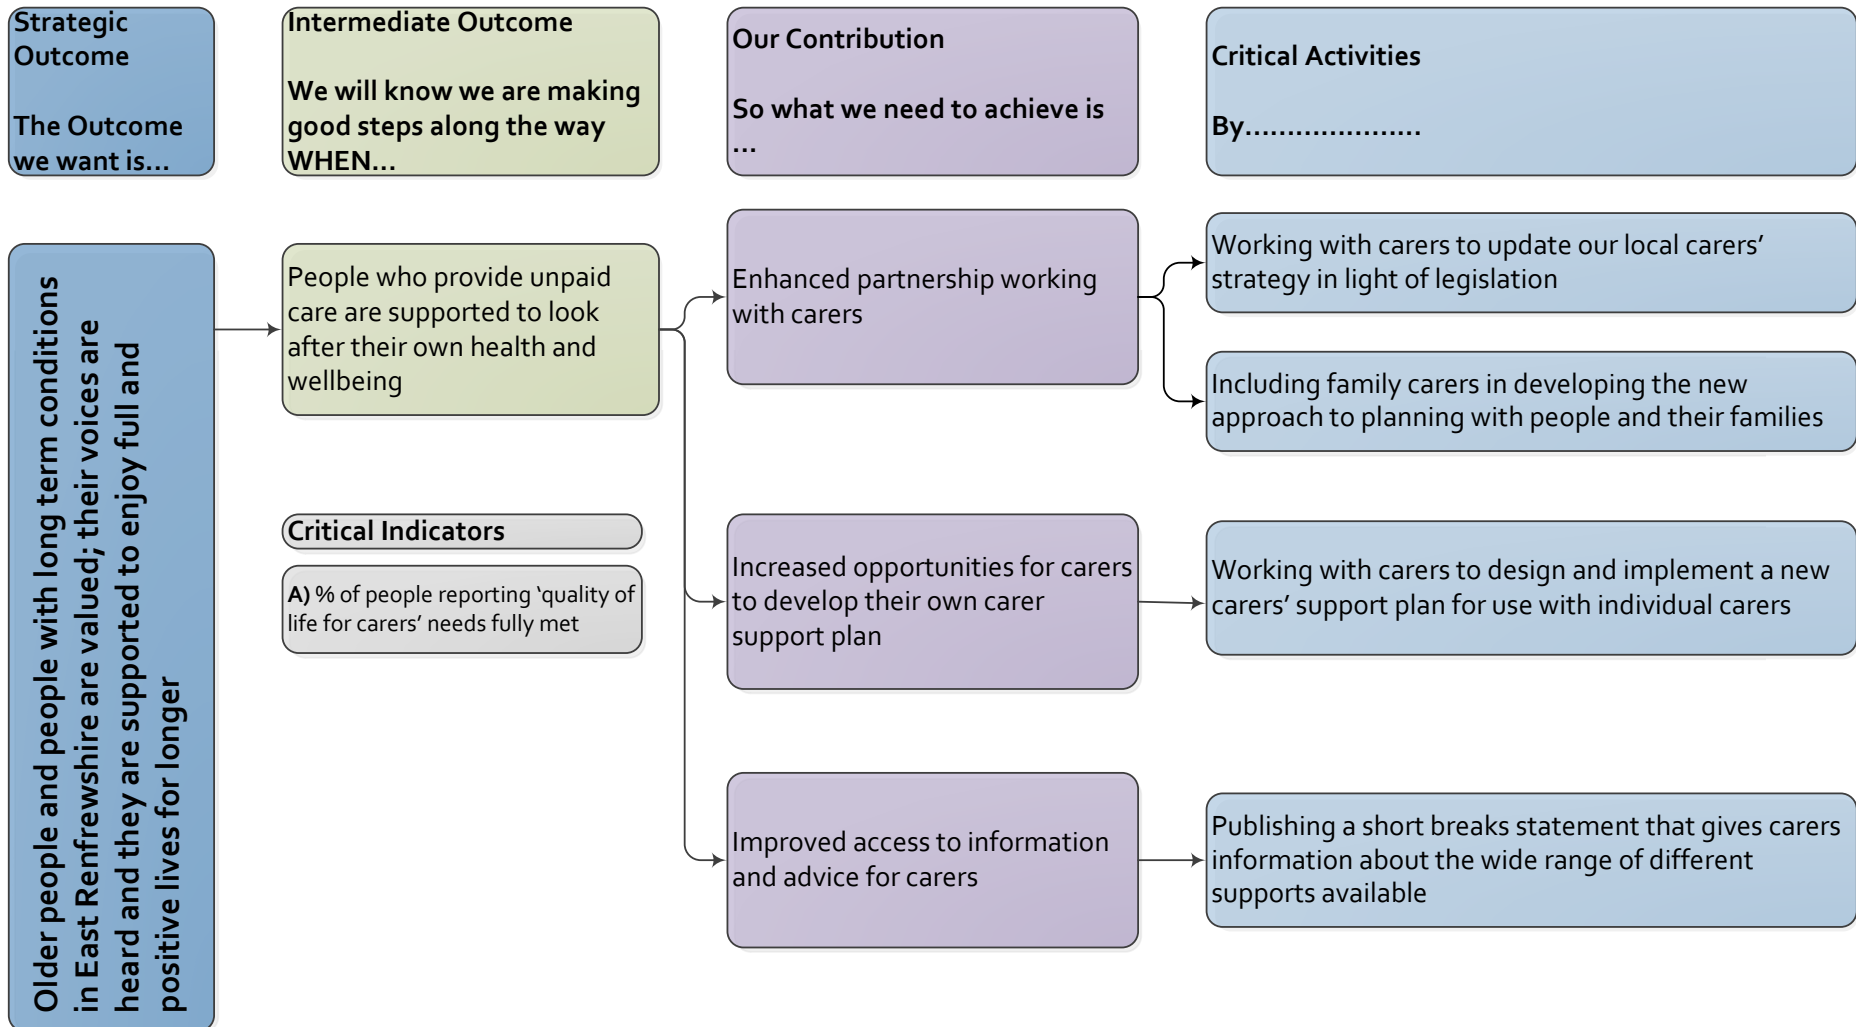 Strategic
Outcome
The Outcome
we want is...
Intermediate Outcome
We will know we are making
good steps along the way
WHEN...
Our Contribution
So what we need to achieve is
...
Critical Activities
By.....................
Older people and people with long term conditions
in East Renfrewshire are valued; their voices are
heard and they are supported to enjoy full and
positive lives for longer
People who provide unpaid
care are supported to look
after their own health and
wellbeing
Critical Indicators
A) % of people reporting ‘quality of
life for carers’ needs fully met
Enhanced partnership working
with carers
Working with carers to update our local carers’
strategy in light of legislation
Including family carers in developing the new
approach to planning with people and their families
Increased opportunities for carers
to develop their own carer
support plan
Working with carers to design and implement a new
carers’ support plan for use with individual carers
Improved access to information
and advice for carers
Publishing a short breaks statement that gives carers
information about the wide range of different
supports available